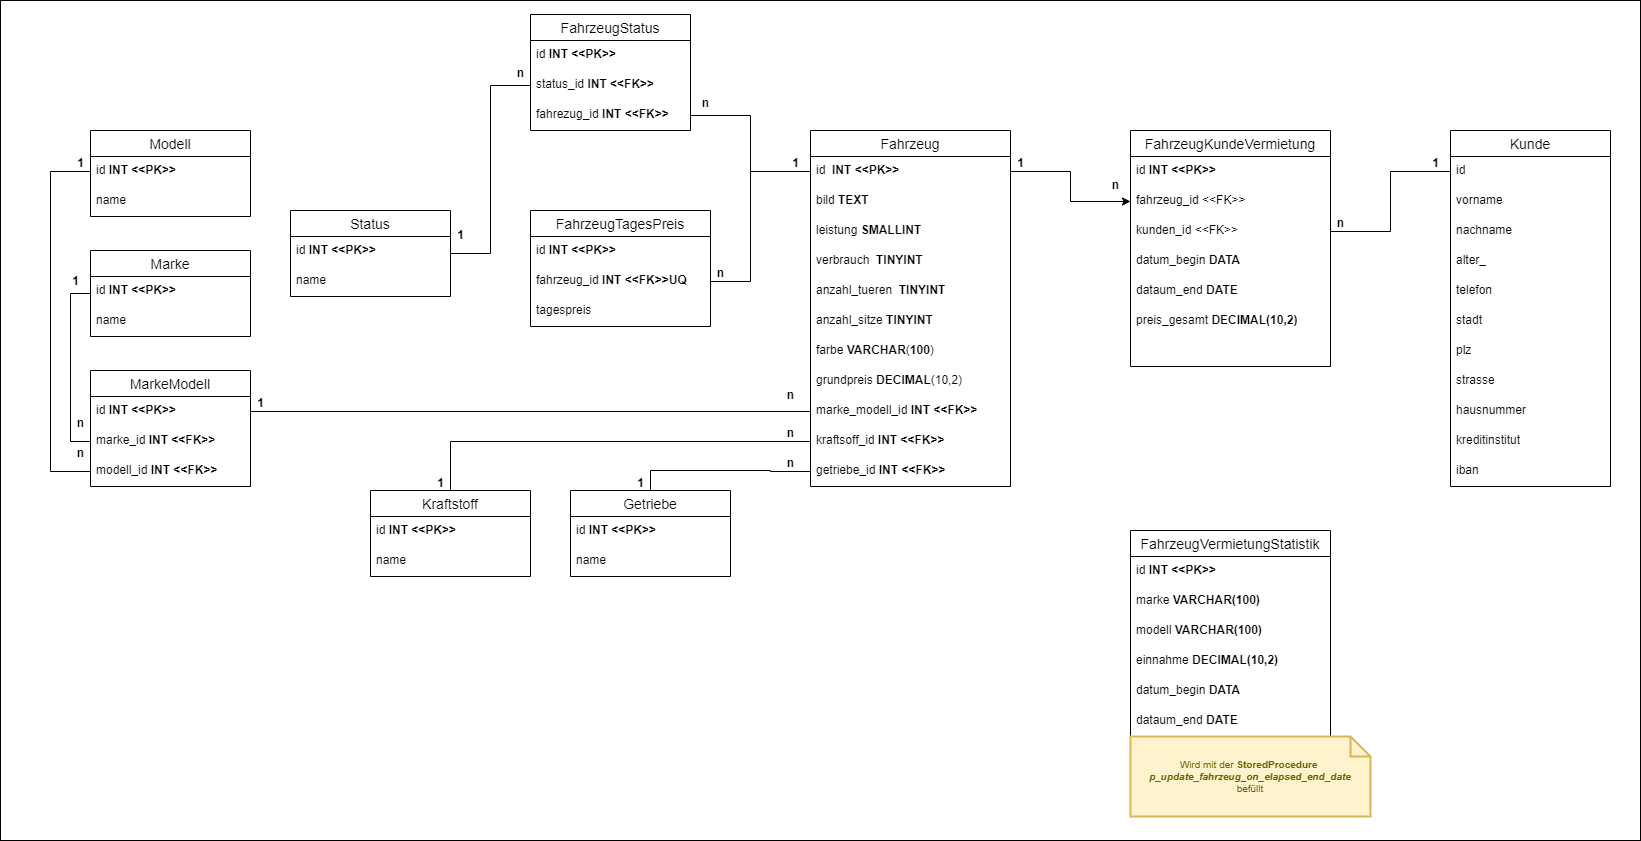 FahrzeugStatus
id INT <<PK>>
status_id INT <<FK>>
fahrezug_id INT <<FK>>
n
n
Modell
id INT <<PK>>
name
1
Status
id INT <<PK>>
name
1
FahrzeugTagesPreis
id INT <<PK>>
fahrzeug_id INT <<FK>>UQ
tagespreis
n
Marke
id INT <<PK>>
name
1
MarkeModell
id INT <<PK>>
marke_id INT <<FK>>
modell_id INT <<FK>>
n
n
1
Fahrzeug
id INT <<PK>>
bild TEXT
leistung SMALLINT
verbrauch TINYINT
anzahl_tueren TINYINT
anzahl_sitze TINYINT
farbe VARCHAR(100)
grundpreis DECIMAL(10,2)
marke_modell_id INT <<FK>>
kraftsoff_id INT <<FK>>
getriebe_id INT <<FK>>
1
1
n
n
n
FahrzeugKundeVermietung
id INT <<PK>>
fahrzeug_id <<FK>>
kunden_id <<FK>>
datum_begin DATA
dataum_end DATE
preis_gesamt DECIMAL(10,2)
n
n
Kunde
id
vorname
nachname
alter_
telefon
stadt
plz
strasse
hausnummer
kreditinstitut
iban
1
Kraftstoff
id INT <<PK>>
name
1
Getriebe
id INT <<PK>>
name
1
FahrzeugVermietungStatistik
id INT <<PK>>
marke VARCHAR(100)
modell VARCHAR(100)
einnahme DECIMAL(10,2)
datum_begin DATA
dataum_end DATE
Wird mit der StoredProcedure
p_update_fahrzeug_on_elapsed_end_date
befüllt